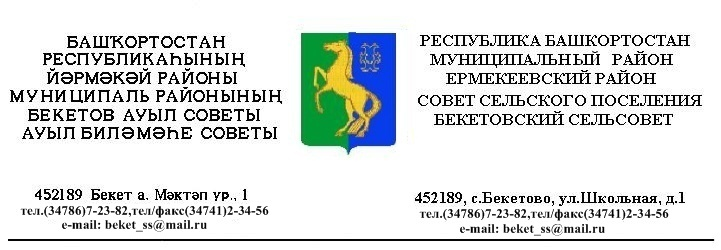 БАШҠОРТОСТАН
РЕСПУБЛИКАҺЫНЫҢ
ЙӘРМӘКӘЙ РАЙОНЫ
МУНИЦИПАЛЬ РАЙОНЫНЫҢ
БЕКЕТОВ АУЫЛ СОВЕТЫ
АУЫЛ БИЛӘМӘҺЕ СОВЕТЫ
452189 Бекет а. Мәктәп ур., 1
тел.(34786)7-23-82,тел/факс(34741)2-34-56
e-mail: beket_ss@mail.ru
РЕСПУБЛИКА БАШКОРТОСТАН
МУНИЦИПАЛЬНЫЙ РАЙОН
ЕРМЕКЕЕВСКИЙ РАЙОН
СОВЕТ СЕЛЬСКОГО ПОСЕЛЕНИЯ
БЕКЕТОВСКИЙ СЕЛЬСОВЕТ
452189, с.Бекетово, ул.Школьная, д.1
тел.(34786)7-23-82,тел/факс(34741)2-34-56
e-mail: beket_ss@mail.ru